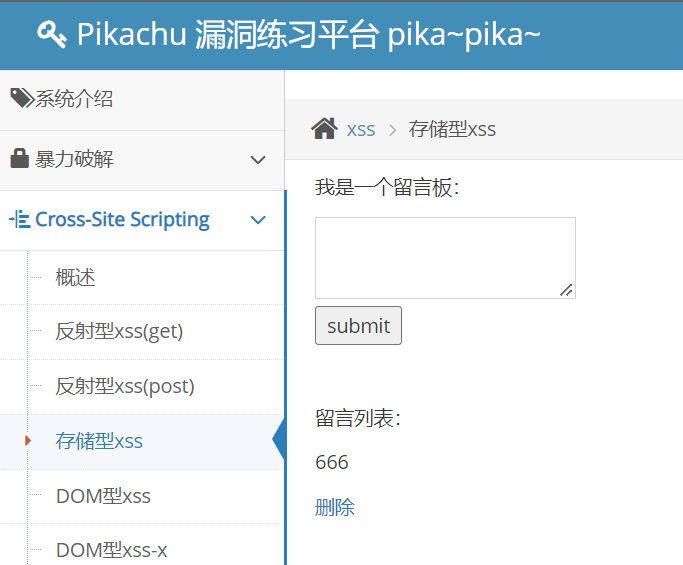 Pikachu 漏洞练习平台 pika~pika~
系统介绍
暴力破解
Cross-Site Scripting
概述
反射型xss(get)
反射型xss(post)
存储型xss
DOM型xss
DOM型xss-x
xss > 存储型xss
我是一个留言板：
submit
留言列表：
666
删除